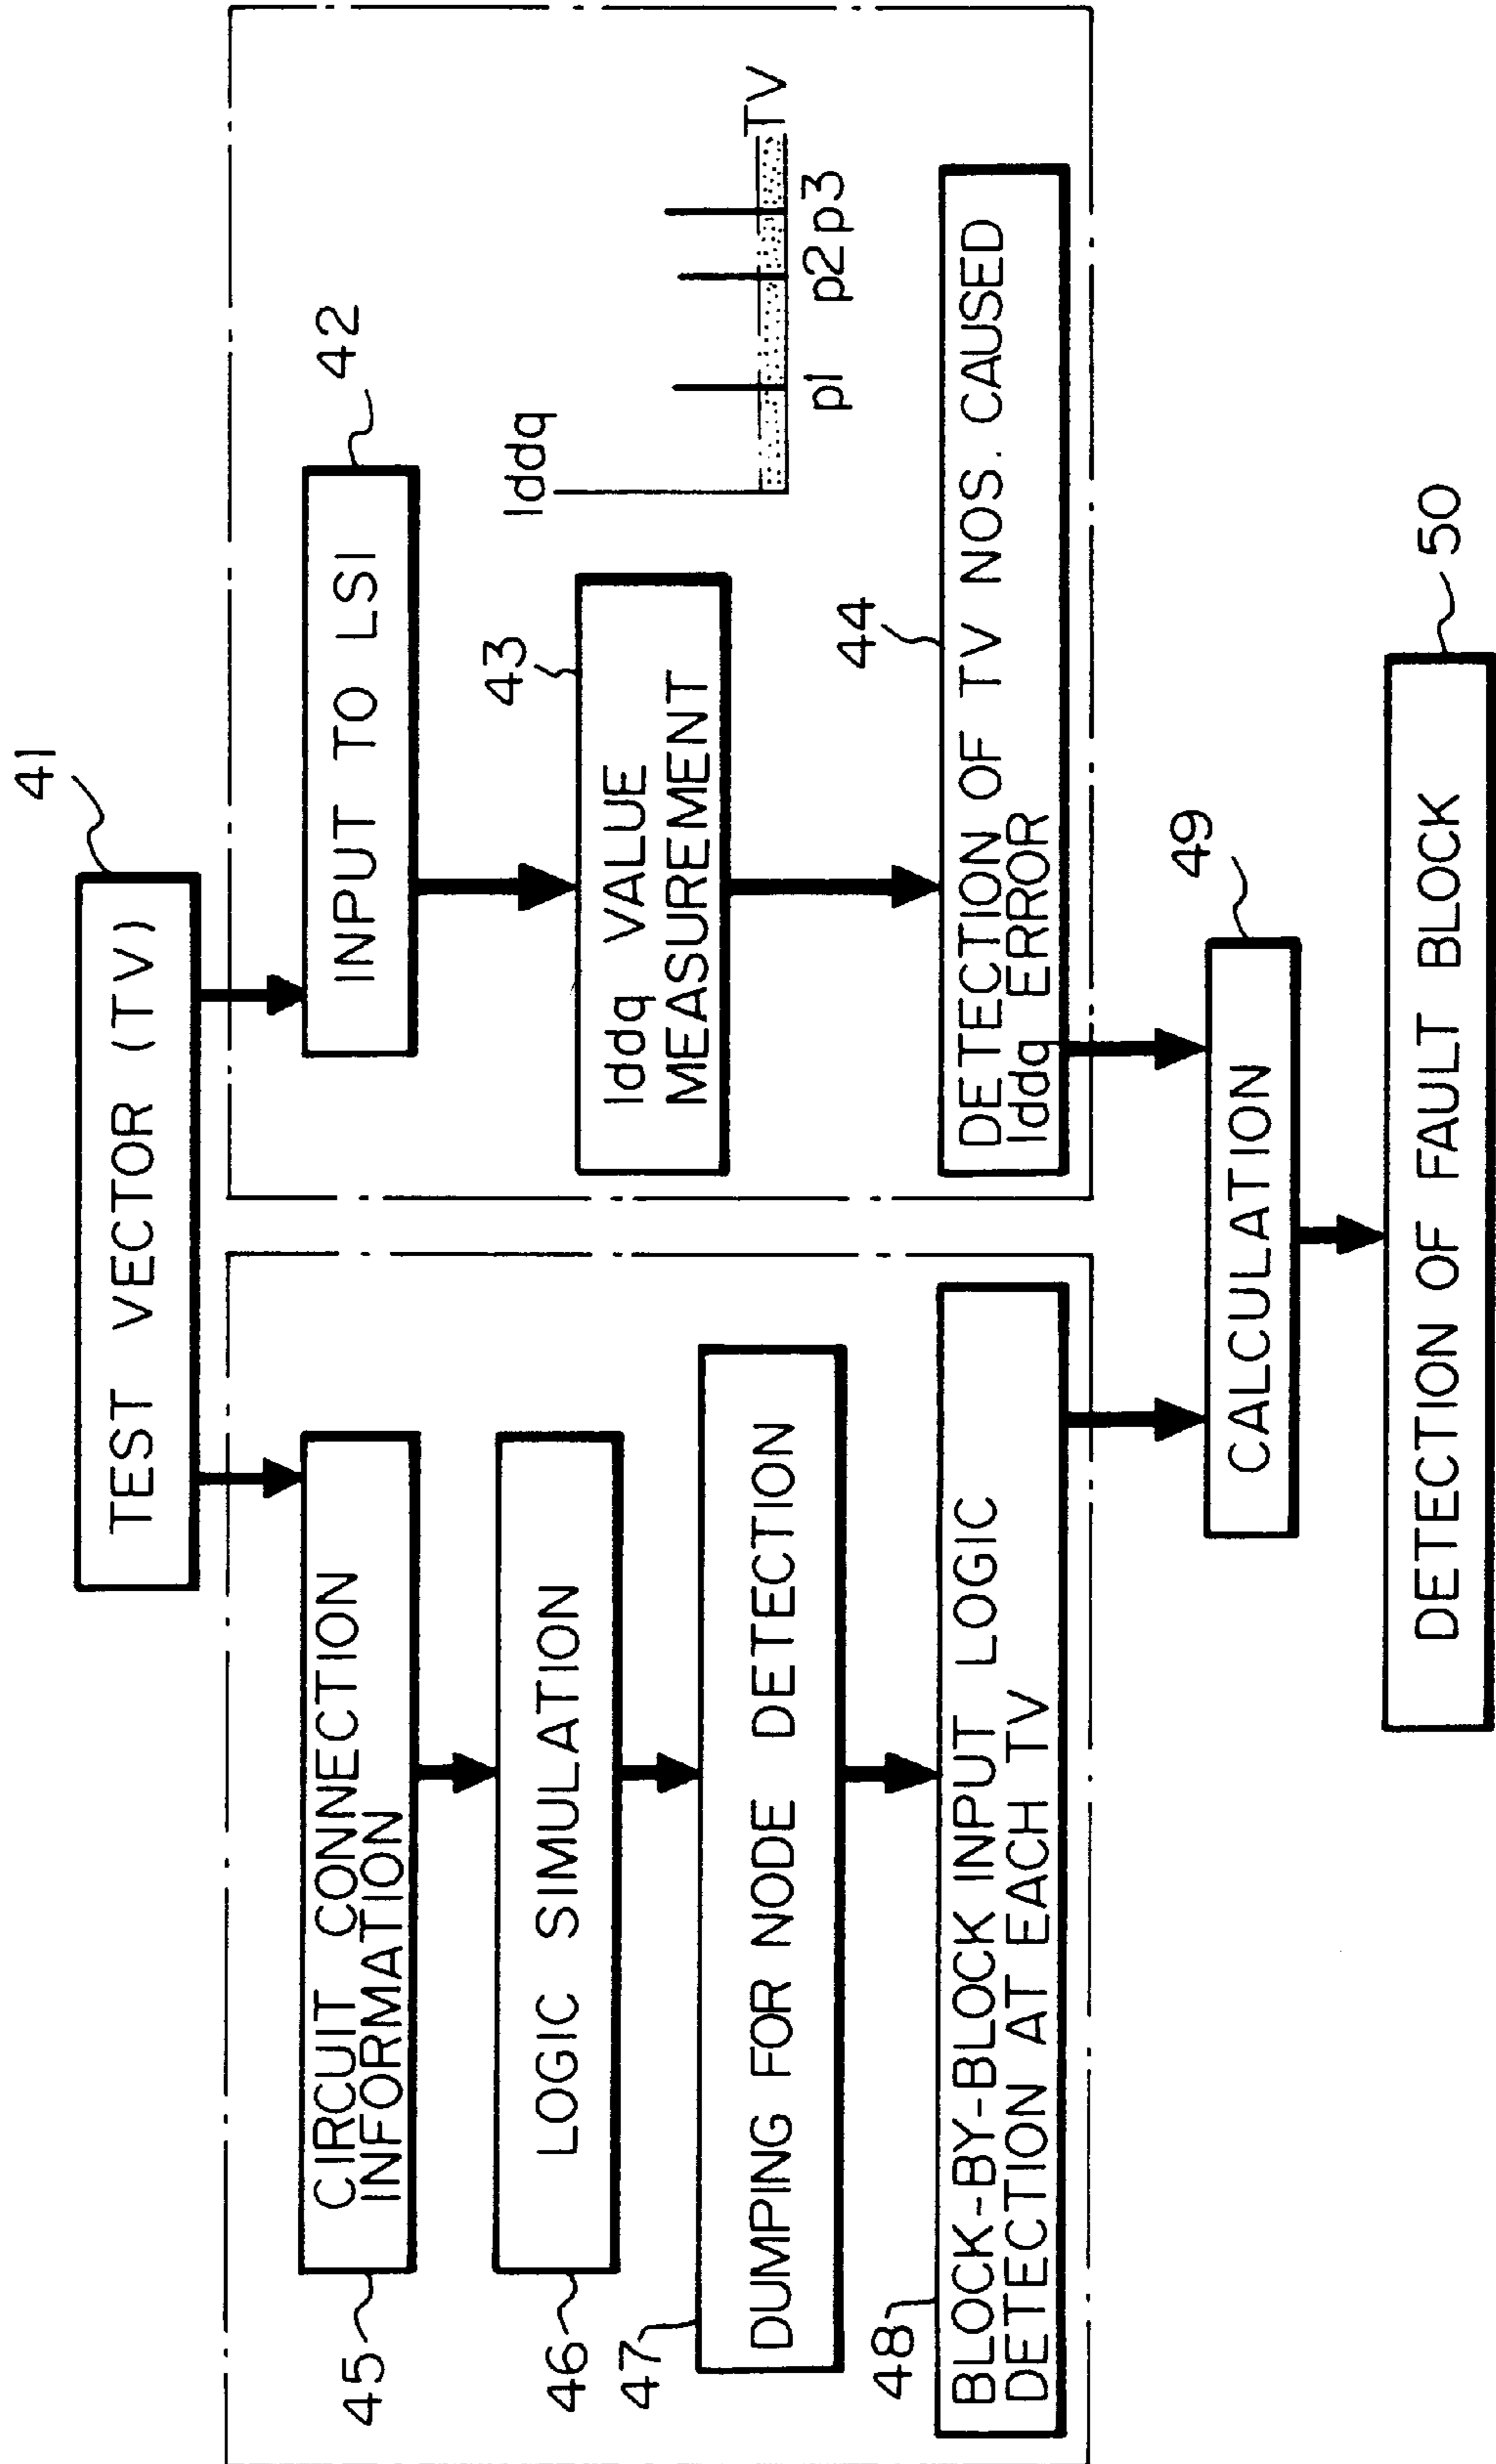 41
TEST VECTOR (TV)
45
CIRCUIT CONNECTION
INFORMATION
46
LOGIC SIMULATION
47
DUMPING FOR NODE DETECTION
48
BLOCK-BY-BLOCK INPUT LOGIC
DETECTION AT EACH TV
42
INPUT TO LSI
43
Iddq VALUE
MEASUREMENT
Iddq
TV
p1 p2 p3
44
DETECTION OF TV NOS. CAUSED
Iddq ERROR
49
CALCULATION
50
DETECTION OF FAULT BLOCK